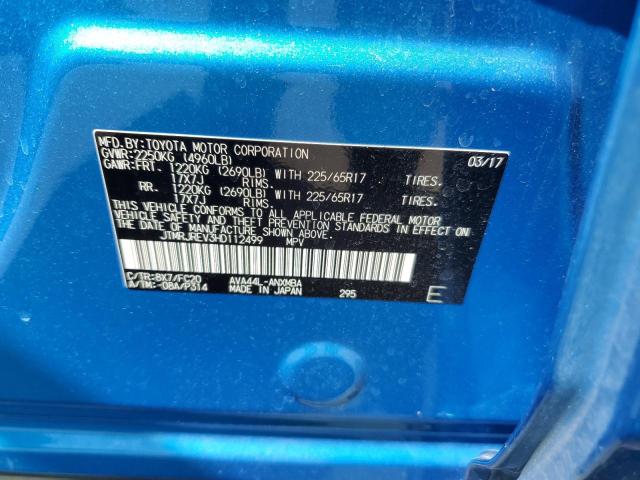 MFD.BY:TOYOTA MOTOR CORPORATION 03/17
GVWR:2250KG (4960LB)
GAWR:FRT. 1220KG (2690LB) WITH 225/65R17 TIRES.
17X7J RIMS.
RR. 1220KG (2690LB) WITH 225/65R17 TIRES.
17X7J RIMS.
THIS VEHICLE CONFORMS TO ALL APPLICABLE FEDERAL MOTOR
VEHICLE SAFETY AND THEFT PREVENTION STANDARDS IN EFFECT ON
THE DATE OF MANUFACTURE SHOWN ABOVE.
JTMRJREV3HD112499 MPV
C/TR:8X7/FC20 AVA44L-ANXMBA
A/TM:-08A/P314 MADE IN JAPAN 295 E